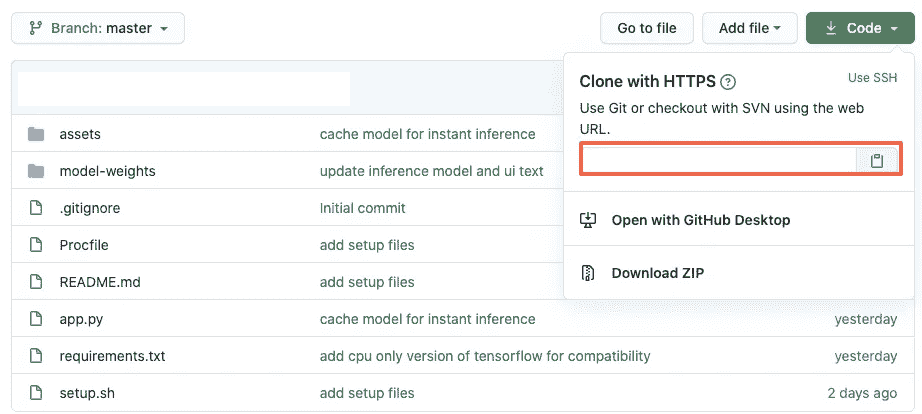 Branch: master
Go to file
Add file
Code
Clone with HTTPS ?
Use SSH
Use Git or checkout with SVN using the web
URL.
Open with GitHub Desktop
Download ZIP
assets cache model for instant inference
model-weights update inference model and ui text
.gitignore Initial commit
Procfile add setup files
README.md add setup files
app.py cache model for instant inference yesterday
requirements.txt add cpu only version of tensorflow for compatibility yesterday
setup.sh add setup files 2 days ago